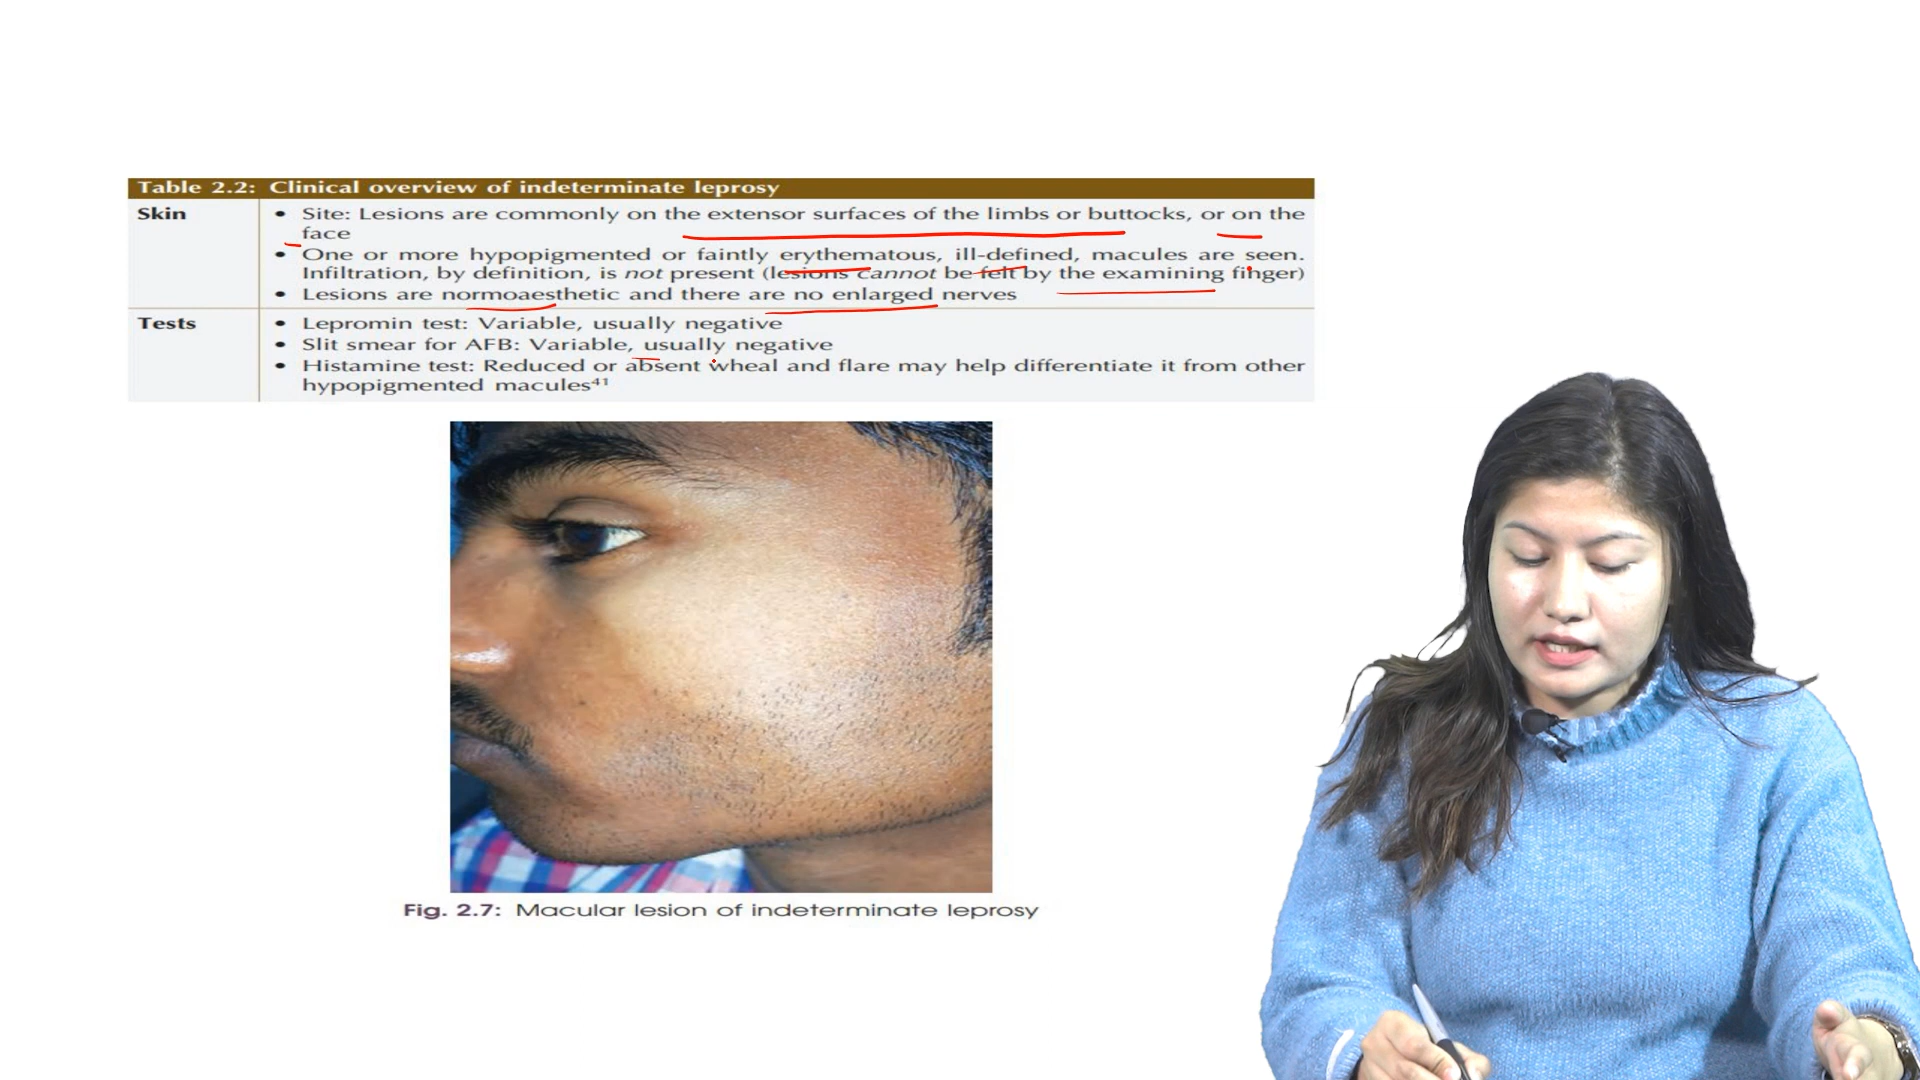 Table 2.2: Clinical overview of indeterminate leprosy
Skin
• Site: Lesions are commonly on the extensor surfaces of the limbs or buttocks, or on the
face
• One or more hypopigmented or faintly erythematous, ill-defined, macules are seen.
Infiltration, by definition, is not present (lesions cannot be felt by the examining finger)
• Lesions are normoaesthetic and there are no enlarged nerves
Tests
• Lepromin test: Variable, usually negative
• Slit smear for AFB: Variable, usually negative
• Histamine test: Reduced or absent wheal and flare may help differentiate it from other
hypopigmented macules⁴¹
Fig. 2.7: Macular lesion of indeterminate leprosy